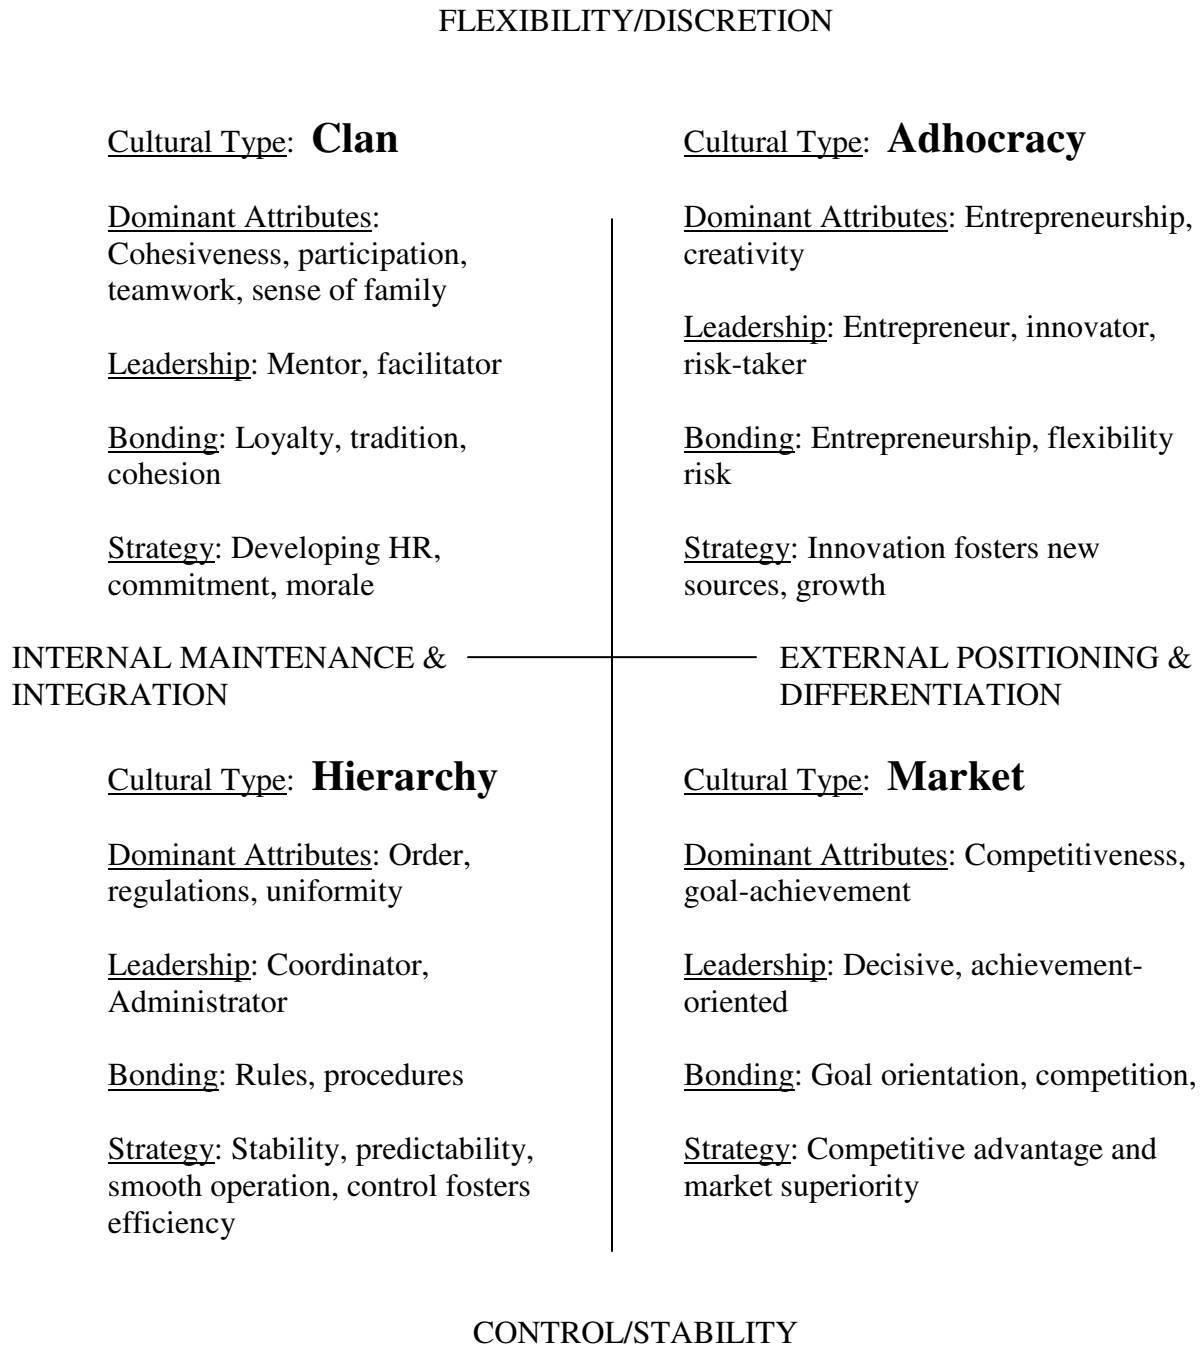 FLEXIBILITY/DISCRETION
Cultural Type: Clan
Dominant Attributes:
Cohesiveness, participation,
teamwork, sense of family
Leadership: Mentor, facilitator
Bonding: Loyalty, tradition,
cohesion
Strategy: Developing HR,
commitment, morale
Cultural Type: Adhocracy
Dominant Attributes: Entrepreneurship,
creativity
Leadership: Entrepreneur, innovator,
risk-taker
Bonding: Entrepreneurship, flexibility
risk
Strategy: Innovation fosters new
sources, growth
INTERNAL MAINTENANCE &
INTEGRATION
EXTERNAL POSITIONING &
DIFFERENTIATION
Cultural Type: Hierarchy
Dominant Attributes: Order,
regulations, uniformity
Leadership: Coordinator,
Administrator
Bonding: Rules, procedures
Strategy: Stability, predictability,
smooth operation, control fosters
efficiency
Cultural Type: Market
Dominant Attributes: Competitiveness,
goal-achievement
Leadership: Decisive, achievement-
oriented
Bonding: Goal orientation, competition,
Strategy: Competitive advantage and
market superiority
CONTROL/STABILITY